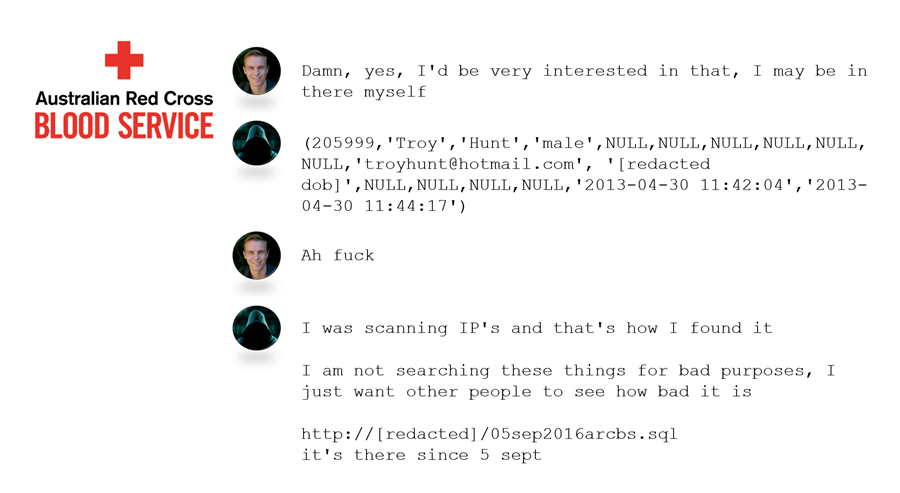 Australian Red Cross
BLOOD SERVICE
Damn, yes, I'd be very interested in that, I may be in
there myself
(205999,'Troy','Hunt','male',NULL,NULL,NULL,NULL,NULL,
NULL,'troyhunt@hotmail.com', '[redacted
dob]',NULL,NULL,NULL,NULL,'2013-04-30 11:42:04','2013-
04-30 11:44:17')
Ah fuck
I was scanning IP's and that's how I found it
I am not searching these things for bad purposes, I
just want other people to see how bad it is
http://[redacted]/05sep2016arcbs.sql
it's there since 5 sept